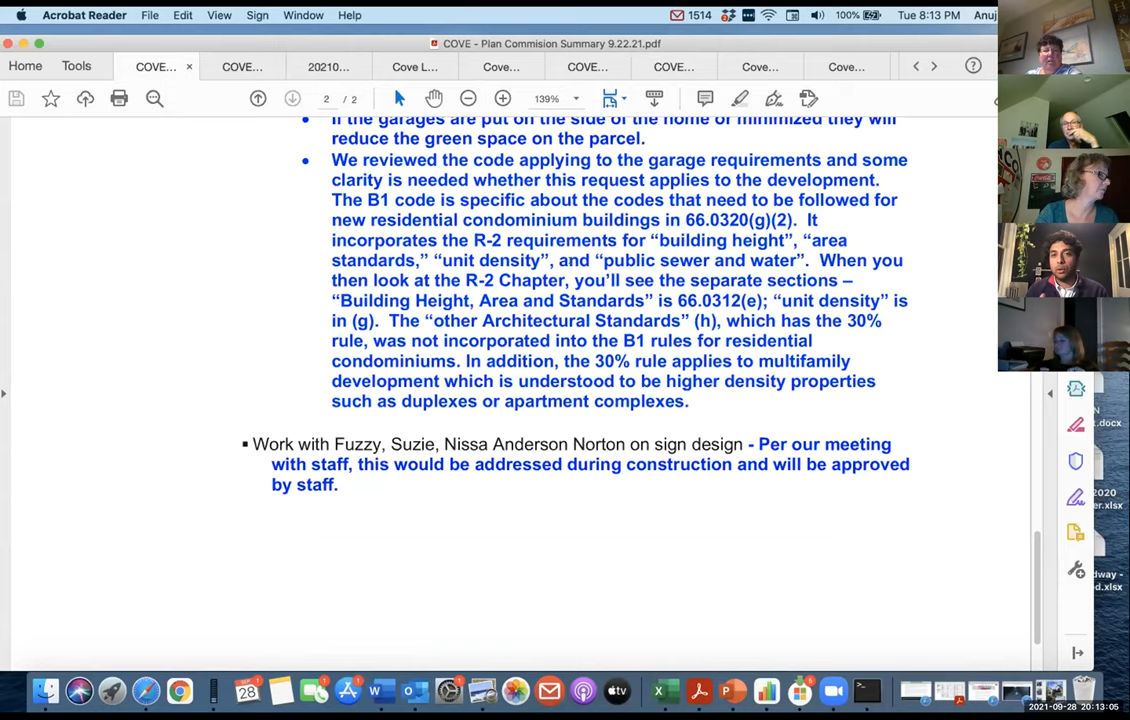 Acrobat Reader File Edit View Sign Window Help 1514 100% Tue 8:13 PM Anuj
COVE - Plan Commision Summary 9.22.21.pdf
Home Tools COVE... × COVE... 20210... Cove L... Cove... COVE... COVE... Cove... Cove...
2 / 2 139%
If the garages are put on the side of the home or minimized they will
reduce the green space on the parcel.
We reviewed the code applying to the garage requirements and some
clarity is needed whether this request applies to the development.
The B1 code is specific about the codes that need to be followed for
new residential condominium buildings in 66.0320(g)(2). It
incorporates the R-2 requirements for “building height”, “area
standards,” “unit density”, and “public sewer and water”. When you
then look at the R-2 Chapter, you’ll see the separate sections –
“Building Height, Area and Standards” is 66.0312(e); “unit density” is
in (g). The “other Architectural Standards” (h), which has the 30%
rule, was not incorporated into the B1 rules for residential
condominiums. In addition, the 30% rule applies to multifamily
development which is understood to be higher density properties
such as duplexes or apartment complexes.
▪ Work with Fuzzy, Suzie, Nissa Anderson Norton on sign design - Per our meeting
with staff, this would be addressed during construction and will be approved
by staff.
N
t.docx
2020
er.xlsx
dway -
d.xlsx
SEP
28
tv
2021-09-28 20:13:05